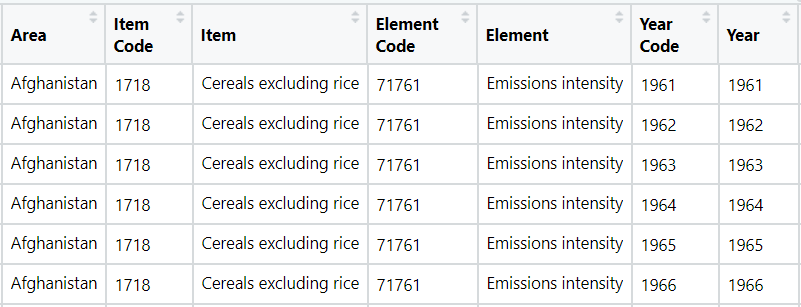 Area Item Code Item Element Code Element Year Code Year
Afghanistan 1718 Cereals excluding rice 71761 Emissions intensity 1961 1961
Afghanistan 1718 Cereals excluding rice 71761 Emissions intensity 1962 1962
Afghanistan 1718 Cereals excluding rice 71761 Emissions intensity 1963 1963
Afghanistan 1718 Cereals excluding rice 71761 Emissions intensity 1964 1964
Afghanistan 1718 Cereals excluding rice 71761 Emissions intensity 1965 1965
Afghanistan 1718 Cereals excluding rice 71761 Emissions intensity 1966 1966